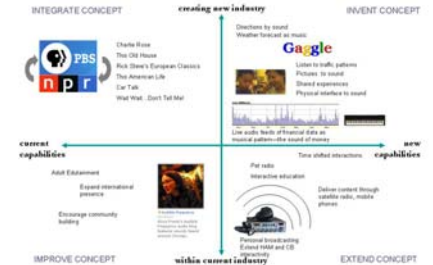 INTEGRATE CONCEPT
creating new industry
INVENT CONCEPT
PBS
npr
Charlie Rose
This Old House
Rick Steve's European Classics
This American Life
Car Talk
Wait Wait...Don't Tell Me!
Directions by sound
Weather forecast as music
Gaggle
Listen to traffic patterns
Pictures to sound
Shared experiences
Physical interface to sound
Live audio feeds of financial data as
musical pattern—the sound of money
current
capabilities
new
capabilities
Adult Edutainment
Expand international
presence
Encourage community
building
Time shifted interactions
Pet radio
Interactive education
Deliver content through
satellite radio, mobile
phones
Personal broadcasting
Extend HAM and CB
interactivity
IMPROVE CONCEPT
within current industry
EXTEND CONCEPT